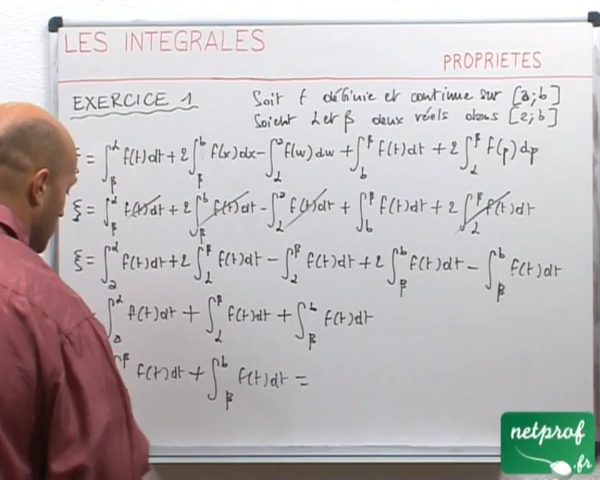 LES INTEGRALES
PROPRIETES
EXERCICE 1 Soit f définie et continue sur [a;b]
Soient α et β deux réels dans [a;b]
= ∫_β^α f(t)dt + 2∫_β^b f(x)dx - ∫_α^a f(w)dw + ∫_b^β f(t)dt + 2∫_α^β f(p)dp
ξ = ∫_β^α f(t)dt + 2∫_β^b f(t)dt - ∫_α^a f(t)dt + ∫_b^β f(t)dt + 2∫_α^β f(t)dt
ξ = ∫_a^α f(t)dt + 2∫_α^β f(t)dt - ∫_α^β f(t)dt + 2∫_β^b f(t)dt - ∫_β^b f(t)dt
∫_a^α f(t)dt + ∫_α^β f(t)dt + ∫_β^b f(t)dt
∫^β f(t)dt + ∫_β^b f(t)dt =
netprof
.fr